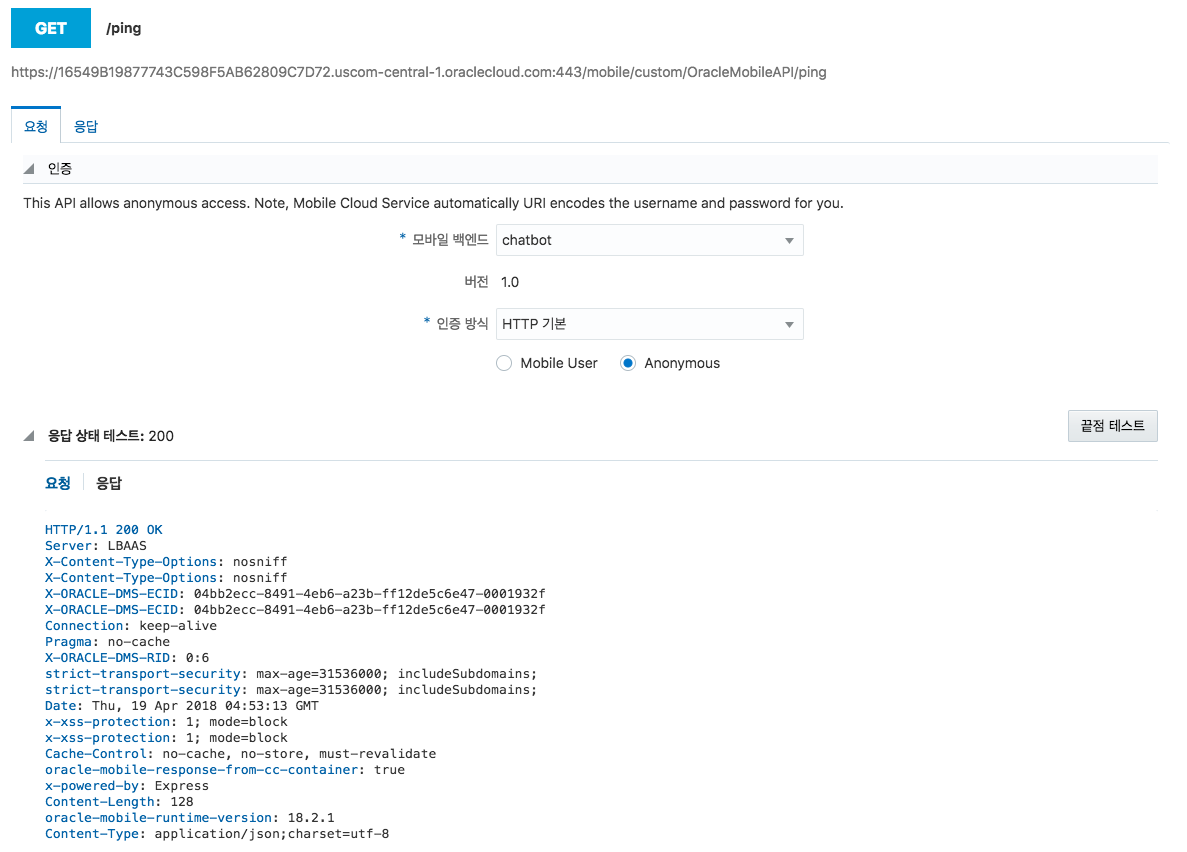 GET /ping
https://16549B19877743C598F5AB62809C7D72.uscom-central-1.oraclecloud.com:443/mobile/custom/OracleMobileAPI/ping
요청 응답
인증
This API allows anonymous access. Note, Mobile Cloud Service automatically URI encodes the username and password for you.
* 모바일 백엔드 chatbot
버전 1.0
* 인증 방식 HTTP 기본
Mobile User Anonymous
끝점 테스트
응답 상태 테스트: 200
요청 응답
HTTP/1.1 200 OK
Server: LBAAS
X-Content-Type-Options: nosniff
X-Content-Type-Options: nosniff
X-ORACLE-DMS-ECID: 04bb2ecc-8491-4eb6-a23b-ff12de5c6e47-0001932f
X-ORACLE-DMS-ECID: 04bb2ecc-8491-4eb6-a23b-ff12de5c6e47-0001932f
Connection: keep-alive
Pragma: no-cache
X-ORACLE-DMS-RID: 0:6
strict-transport-security: max-age=31536000; includeSubdomains;
strict-transport-security: max-age=31536000; includeSubdomains;
Date: Thu, 19 Apr 2018 04:53:13 GMT
x-xss-protection: 1; mode=block
x-xss-protection: 1; mode=block
Cache-Control: no-cache, no-store, must-revalidate
oracle-mobile-response-from-cc-container: true
x-powered-by: Express
Content-Length: 128
oracle-mobile-runtime-version: 18.2.1
Content-Type: application/json;charset=utf-8